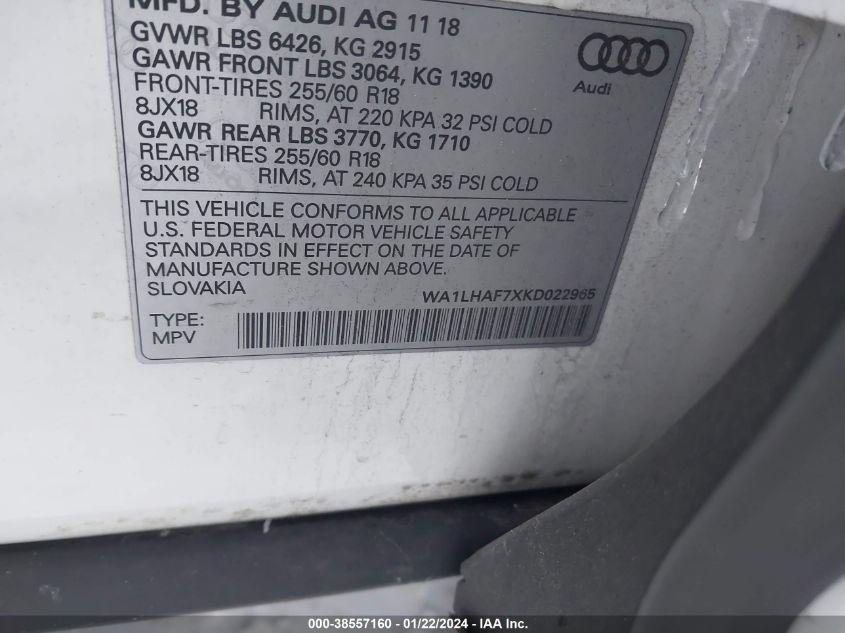 MFD. BY AUDI AG 11 18
GVWR LBS 6426, KG 2915
GAWR FRONT LBS 3064, KG 1390
FRONT-TIRES 255/60 R18
8JX18 RIMS, AT 220 KPA 32 PSI COLD
GAWR REAR LBS 3770, KG 1710
REAR-TIRES 255/60 R18
8JX18 RIMS, AT 240 KPA 35 PSI COLD
Audi
THIS VEHICLE CONFORMS TO ALL APPLICABLE
U.S. FEDERAL MOTOR VEHICLE SAFETY
STANDARDS IN EFFECT ON THE DATE OF
MANUFACTURE SHOWN ABOVE.
SLOVAKIA WA1LHAF7XKD022965
TYPE:
MPV
000-38557160 - 01/22/2024 - IAA Inc.